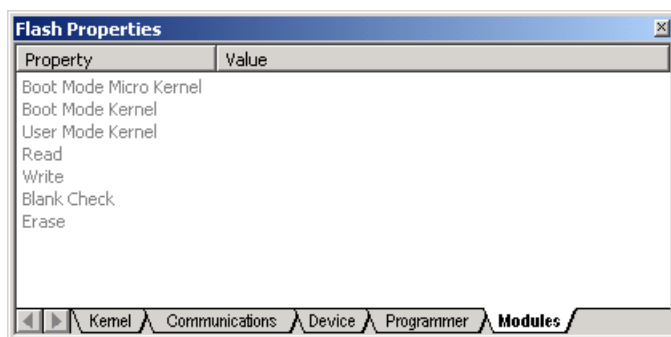 Flash Properties
Property Value
Boot Mode Micro Kernel
Boot Mode Kernel
User Mode Kernel
Read
Write
Blank Check
Erase
Kernel Communications Device Programmer Modules